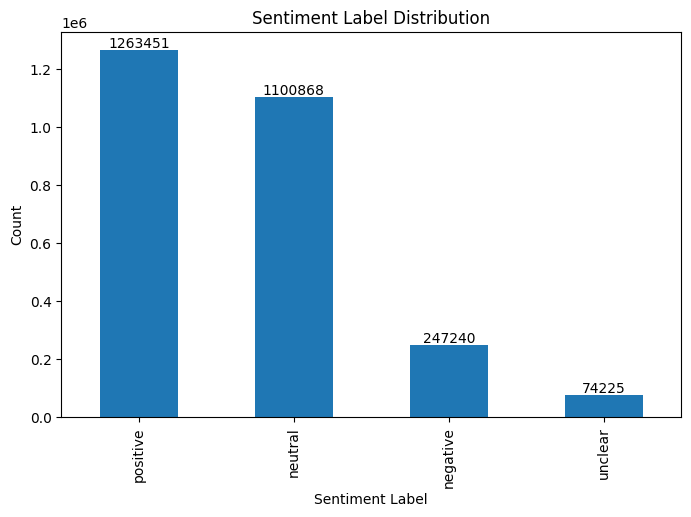 Sentiment Label Distribution
1e6
1263451
1100868
247240
74225
1.2
1.0
0.8
0.6
0.4
0.2
0.0
Count
positive
neutral
negative
unclear
Sentiment Label